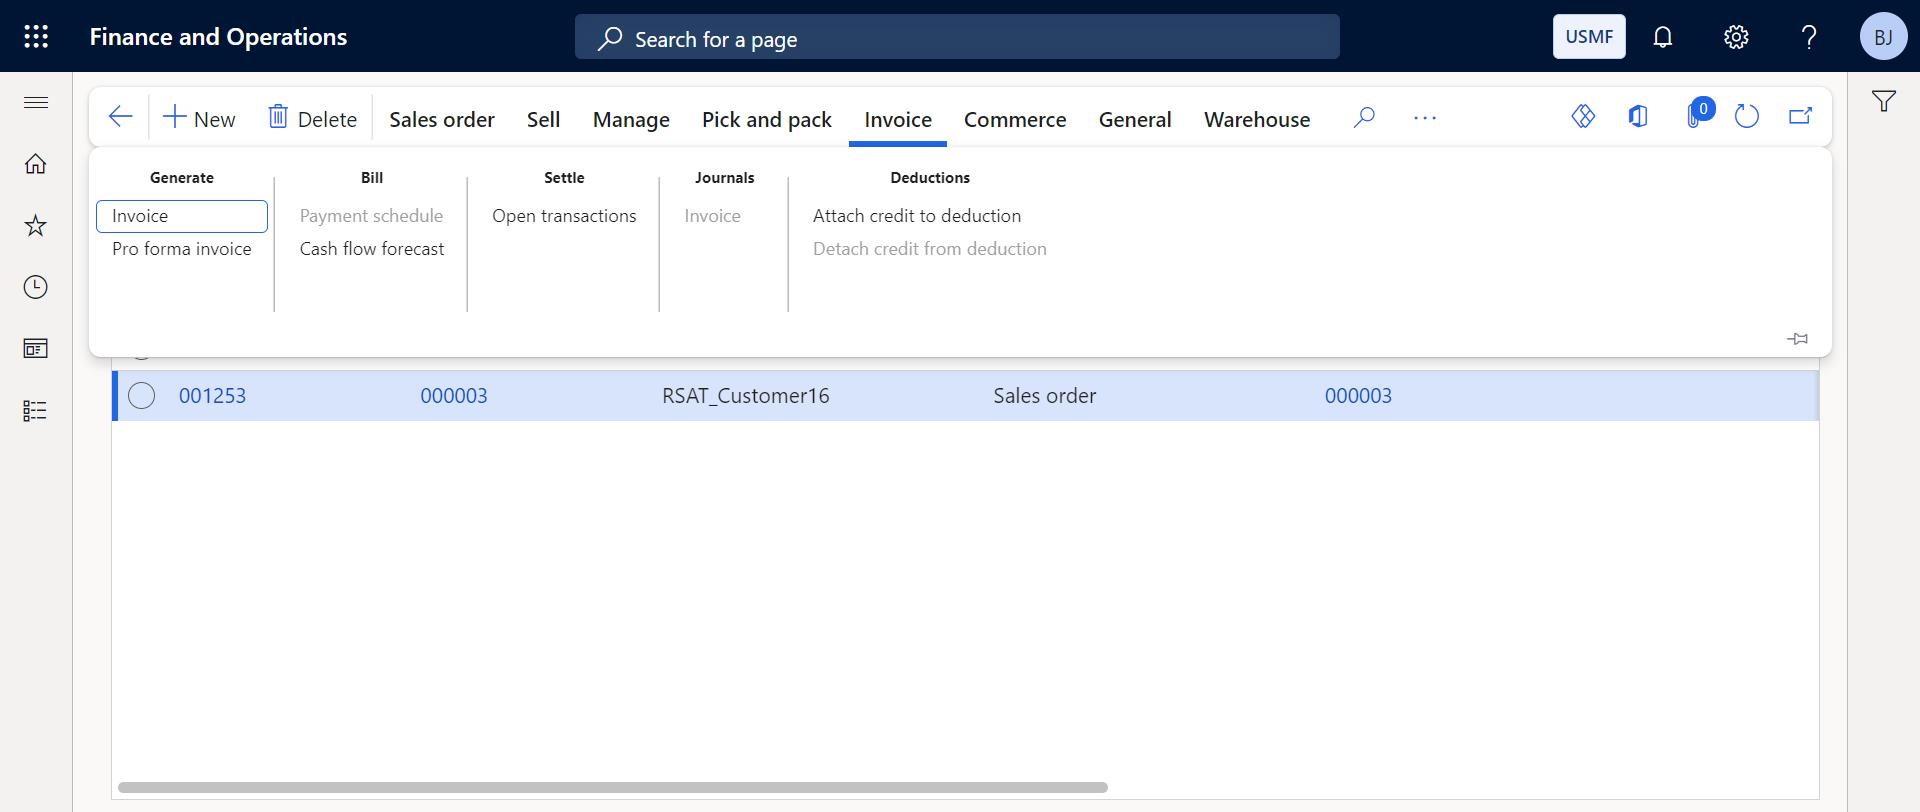 Finance and Operations
Search for a page
USMF
BJ
New
Delete
Sales order
Sell
Manage
Pick and pack
Invoice
Commerce
General
Warehouse
0
Generate
Invoice
Pro forma invoice
Bill
Payment schedule
Cash flow forecast
Settle
Open transactions
Journals
Invoice
Deductions
Attach credit to deduction
Detach credit from deduction
001253 000003 RSAT_Customer16 Sales order 000003